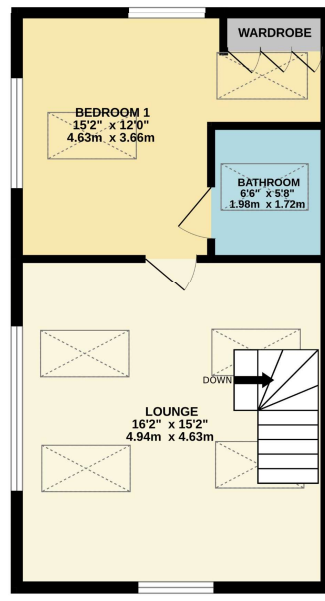 WARDROBE
BEDROOM 1
15'2" x 12'0"
4.63m x 3.66m
BATHROOM
6'6" x 5'8"
1.98m x 1.72m
DOWN
LOUNGE
16'2" x 15'2"
4.94m x 4.63m